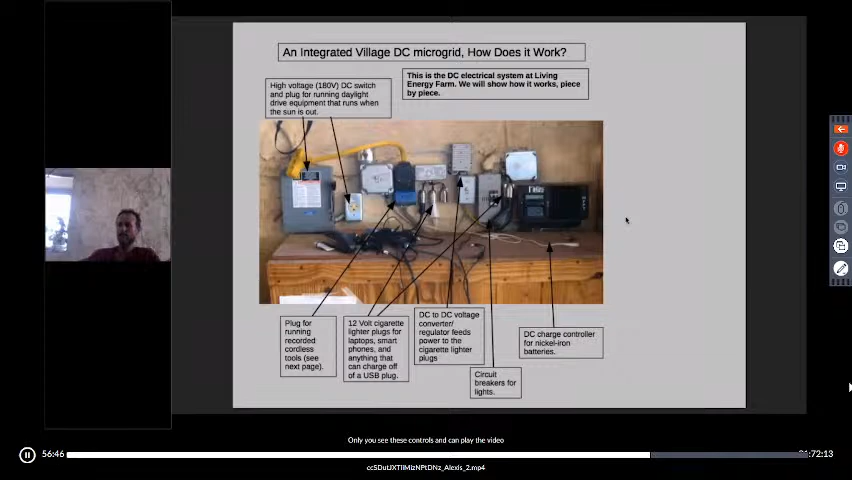 An Integrated Village DC microgrid, How Does it Work?
High voltage (180V) DC switch
and plug for running daylight
drive equipment that runs when
the sun is out.
This is the DC electrical system at Living
Energy Farm. We will show how it works, piece
by piece.
Plug for
running
recorded
cordless
tools (see
next page).
12 Volt cigarette
lighter plugs for
laptops, smart
phones, and
anything that
can charge off
of a USB plug.
DC to DC voltage
converter/
regulator feeds
power to the
cigarette lighter
plugs
Circuit
breakers for
lights.
DC charge controller
for nickel-iron
batteries.
Only you see these controls and can play the video
56:46
72:13